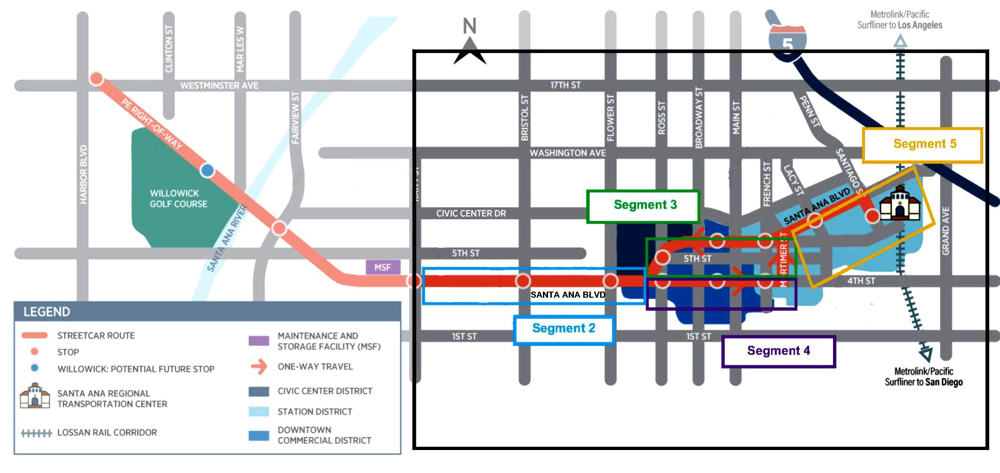 Metrolink/Pacific
Surfliner to Los Angeles
N
5
CLINTON ST
MAR LES W
WESTMINSTER AVE
17TH ST
PE RIGHT-OF-WAY
HARBOR BLVD
FAIRVIEW ST
BRISTOL ST
FLOWER ST
ROSS ST
BROADWAY ST
MAIN ST
PENN ST
Segment 5
WASHINGTON AVE
SANTIAGO S
FRENCH ST
LACY ST
WILLOWICK
GOLF COURSE
SANTA ANA RIVER
CIVIC CENTER DR
Segment 3
SANTA ANA BLVD
GRAND AVE
5TH ST
5TH ST
MORTIMER ST
MSF
4TH ST
SANTA ANA BLVD
Segment 2
1ST ST
1ST ST
Segment 4
Metrolink/Pacific
Surfliner to San Diego
LEGEND
STREETCAR ROUTE
STOP
WILLOWICK: POTENTIAL FUTURE STOP
SANTA ANA REGIONAL
TRANSPORTATION CENTER
LOSSAN RAIL CORRIDOR
MAINTENANCE AND
STORAGE FACILITY (MSF)
ONE-WAY TRAVEL
CIVIC CENTER DISTRICT
STATION DISTRICT
DOWNTOWN
COMMERCIAL DISTRICT